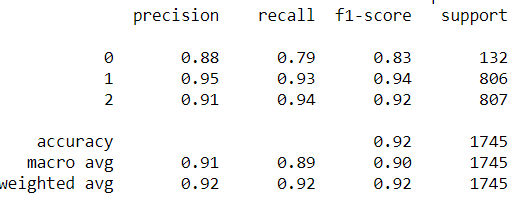 precision recall f1-score support
0 0.88 0.79 0.83 132
1 0.95 0.93 0.94 806
2 0.91 0.94 0.92 807
accuracy 0.92 1745
macro avg 0.91 0.89 0.90 1745
weighted avg 0.92 0.92 0.92 1745